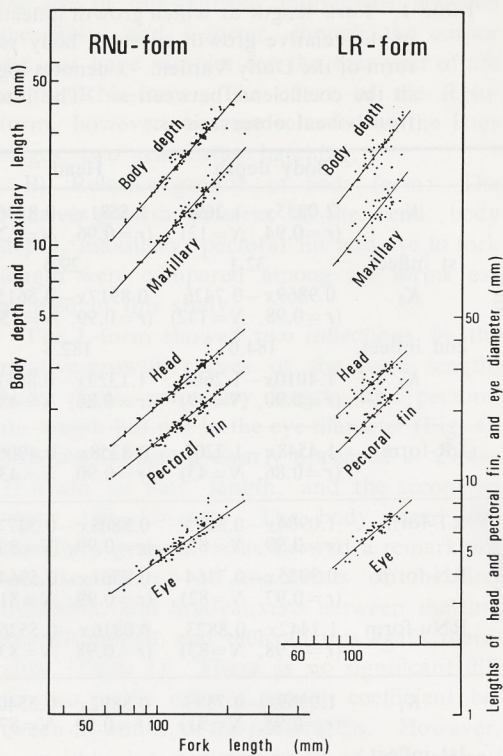 RNu-form
LR-form
Body depth and maxillary length (mm)
50
10
5
Body depth
Maxillary
Head
Pectoral fin
Eye
50 100
Body depth
Maxillary
Head
Pectoral fin
Eye
60 100
50
10
5
1
Lengths of head and pectoral fin, and eye diameter (mm)
Fork length (mm)